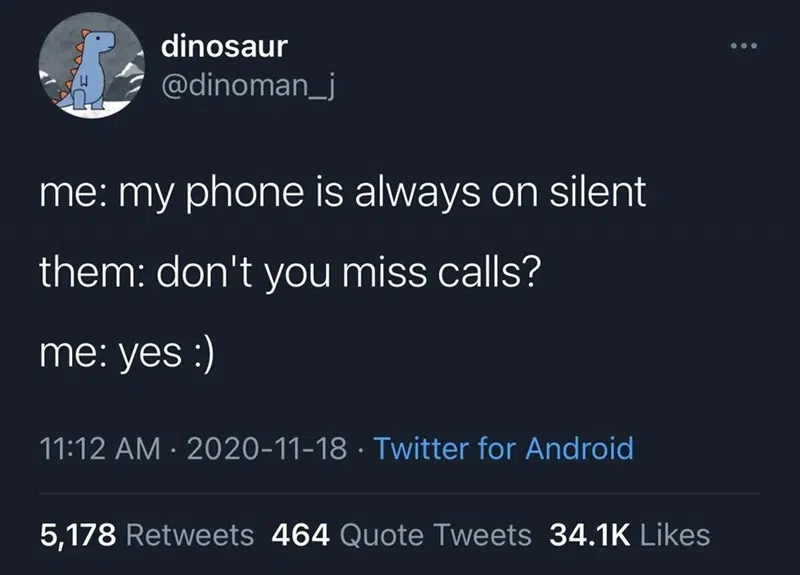 dinosaur
@dinoman_j
me: my phone is always on silent
them: don't you miss calls?
me: yes :)
11:12 AM · 2020-11-18 · Twitter for Android
5,178 Retweets 464 Quote Tweets 34.1K Likes